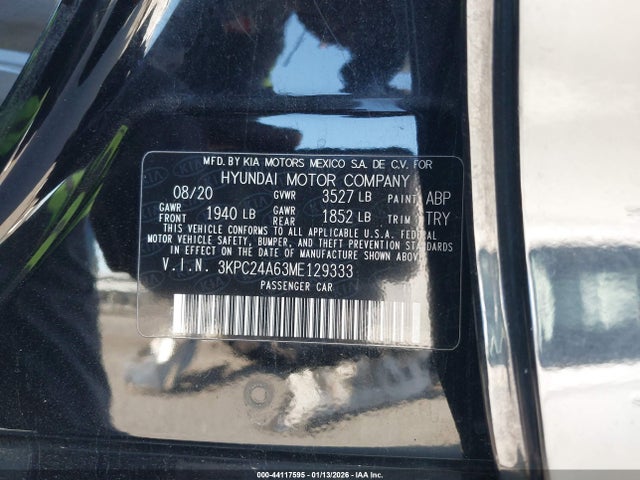 MFD. BY KIA MOTORS MEXICO S.A. DE C.V. FOR
HYUNDAI MOTOR COMPANY
08/20 GVWR 3527 LB PAINT ABP
GAWR FRONT 1940 LB GAWR REAR 1852 LB TRIM TRY
THIS VEHICLE CONFORMS TO ALL APPLICABLE U.S.A. FEDERAL
MOTOR VEHICLE SAFETY, BUMPER, AND THEFT PREVENTION STANDARDS
IN EFFECT ON THE DATE OF MANUFACTURE SHOWN ABOVE.
V.I.N. 3KPC24A63ME129333
PASSENGER CAR
000-44117595 - 01/13/2026 - IAA Inc.